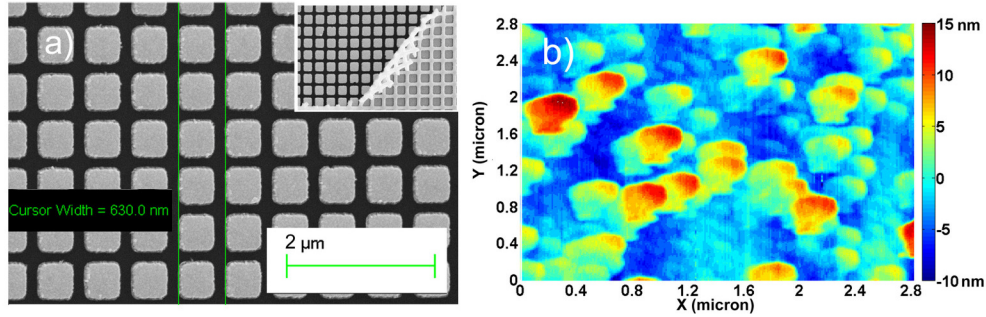 a)
Cursor Width = 630.0 nm
2 µm
b)
2.8
2.4
2
1.6
1.2
0.8
0.4
0
Y (micron)
0 0.4 0.8 1.2 1.6 2 2.4 2.8
X (micron)
15 nm
10
5
0
-5
-10 nm